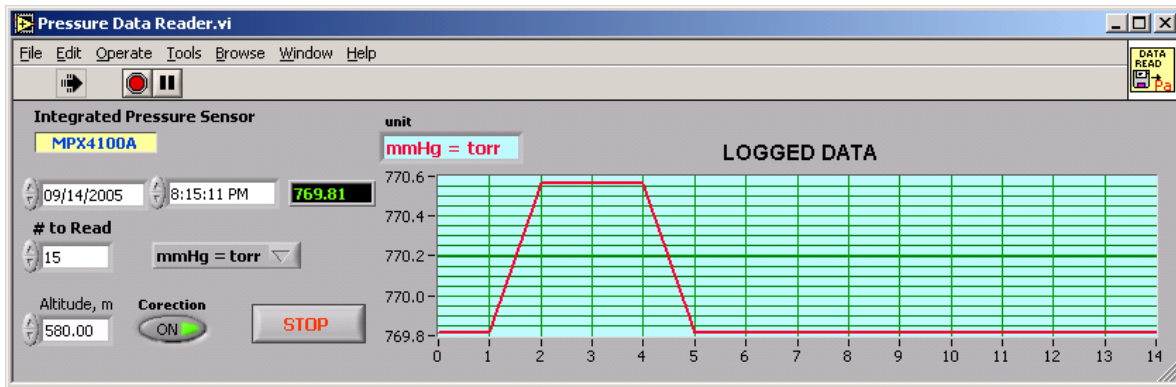 Pressure Data Reader.vi
File Edit Operate Tools Browse Window Help
DATA
READ
Pa
Integrated Pressure Sensor
MPX4100A
unit
mmHg = torr
LOGGED DATA
09/14/2005 8:15:11 PM 769.81
# to Read
15 mmHg = torr
Altitude, m Corection
580.00 ON STOP
770.6
770.4
770.2
770.0
769.8
0 1 2 3 4 5 6 7 8 9 10 11 12 13 14